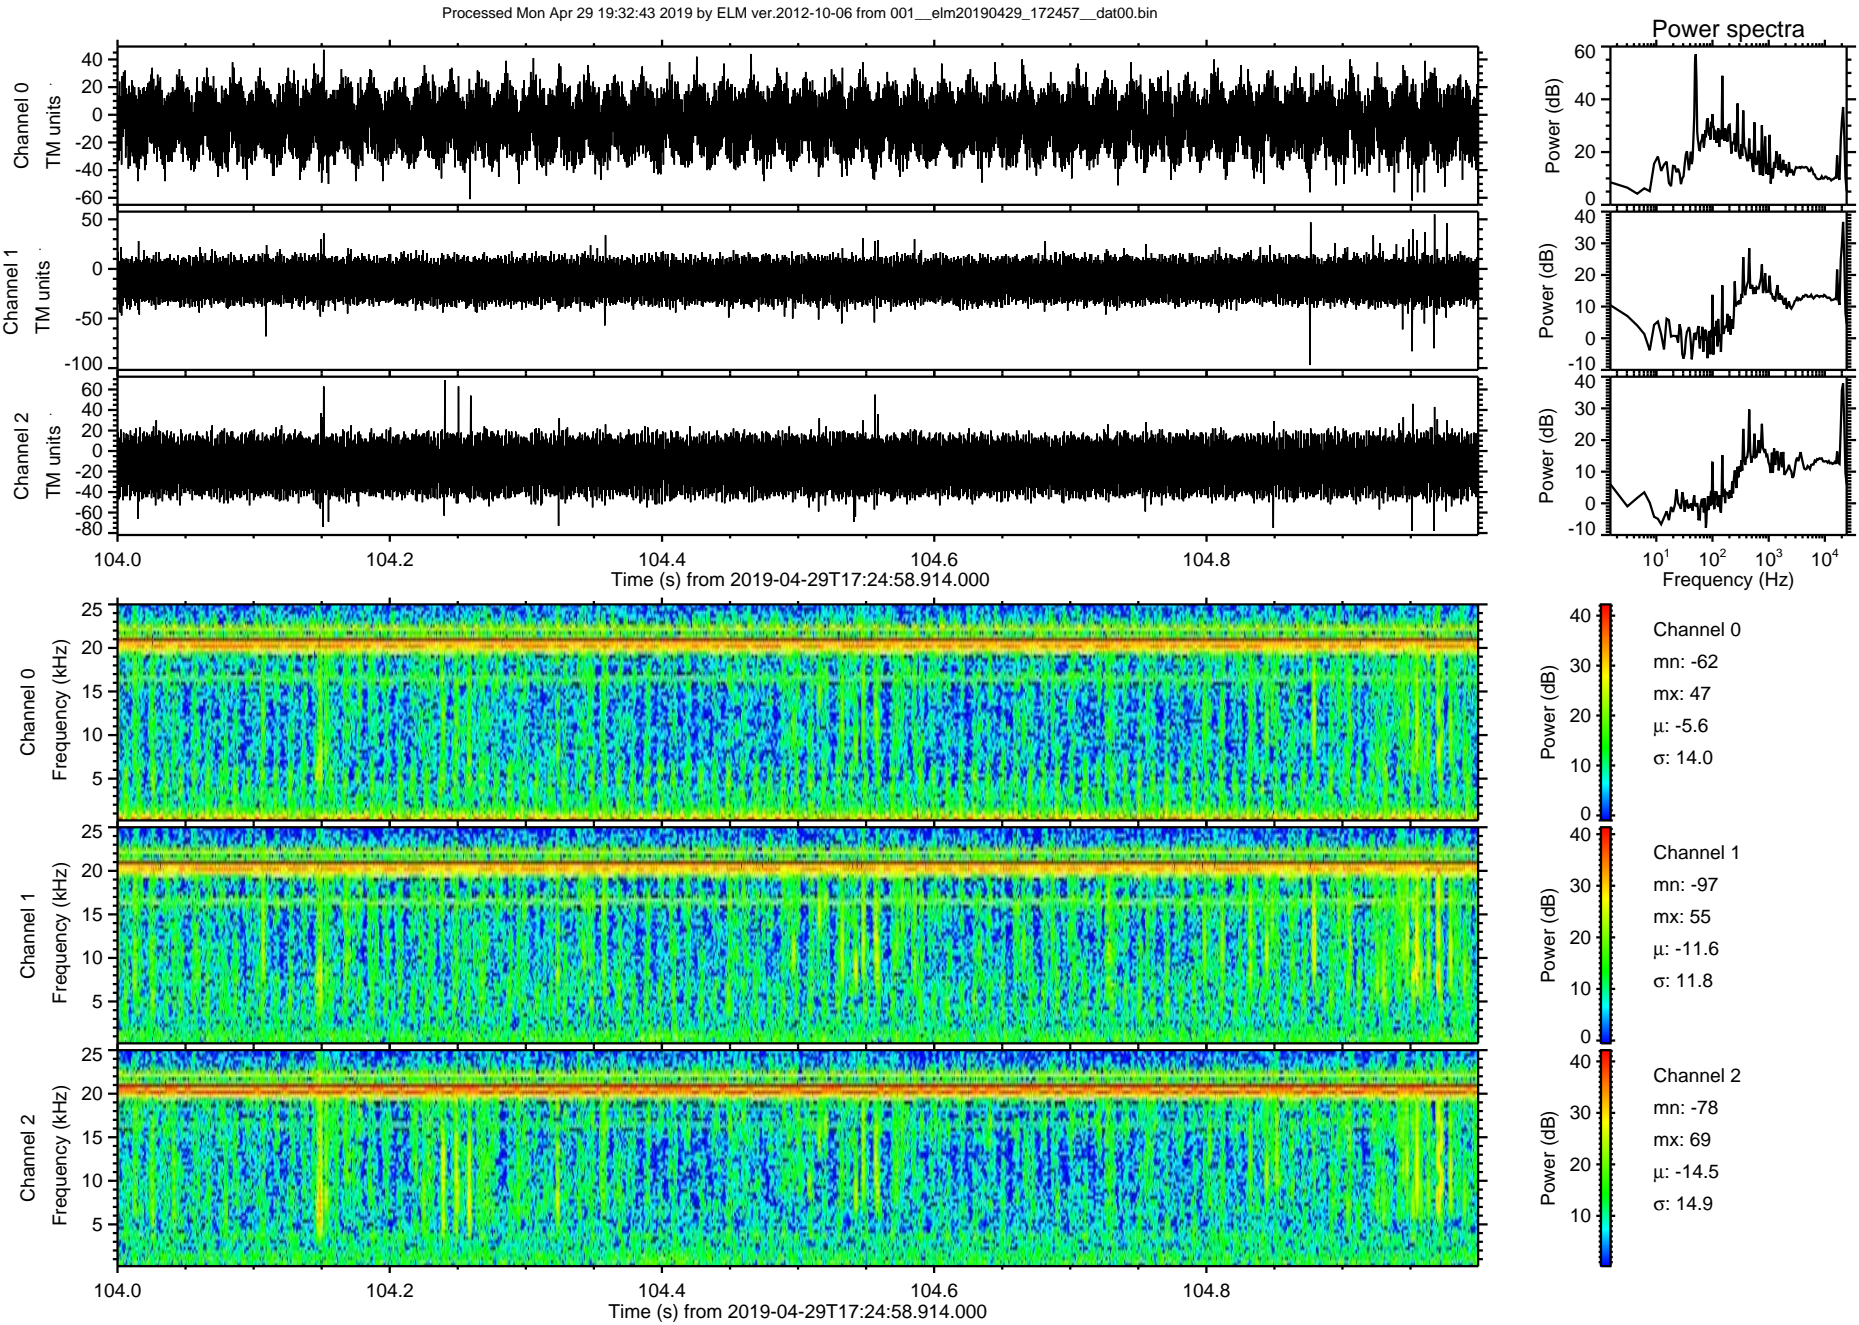 Processed Mon Apr 29 19:32:43 2019 by ELM ver.2012-10-06 from 001__elm20190429_172457__dat00.bin
Power spectra
Channel 0
TM units
40
20
0
-20
-40
-60
Power (dB)
60
40
20
0
Channel 1
TM units
50
0
-50
-100
Power (dB)
40
30
20
10
0
-10
Channel 2
TM units
60
40
20
0
-20
-40
-60
-80
Power (dB)
40
30
20
10
0
-10
104.0 104.2 104.4 104.6 104.8
Time (s) from 2019-04-29T17:24:58.914.000
10¹ 10² 10³ 10⁴
Frequency (Hz)
Channel 0
Frequency (kHz)
25
20
15
10
5
Power (dB)
40
30
20
10
0
Channel 0
mn: -62
mx: 47
μ: -5.6
σ: 14.0
Channel 1
Frequency (kHz)
25
20
15
10
5
Power (dB)
40
30
20
10
0
Channel 1
mn: -97
mx: 55
μ: -11.6
σ: 11.8
Channel 2
Frequency (kHz)
25
20
15
10
5
Power (dB)
40
30
20
10
Channel 2
mn: -78
mx: 69
μ: -14.5
σ: 14.9
104.0 104.2 104.4 104.6 104.8
Time (s) from 2019-04-29T17:24:58.914.000